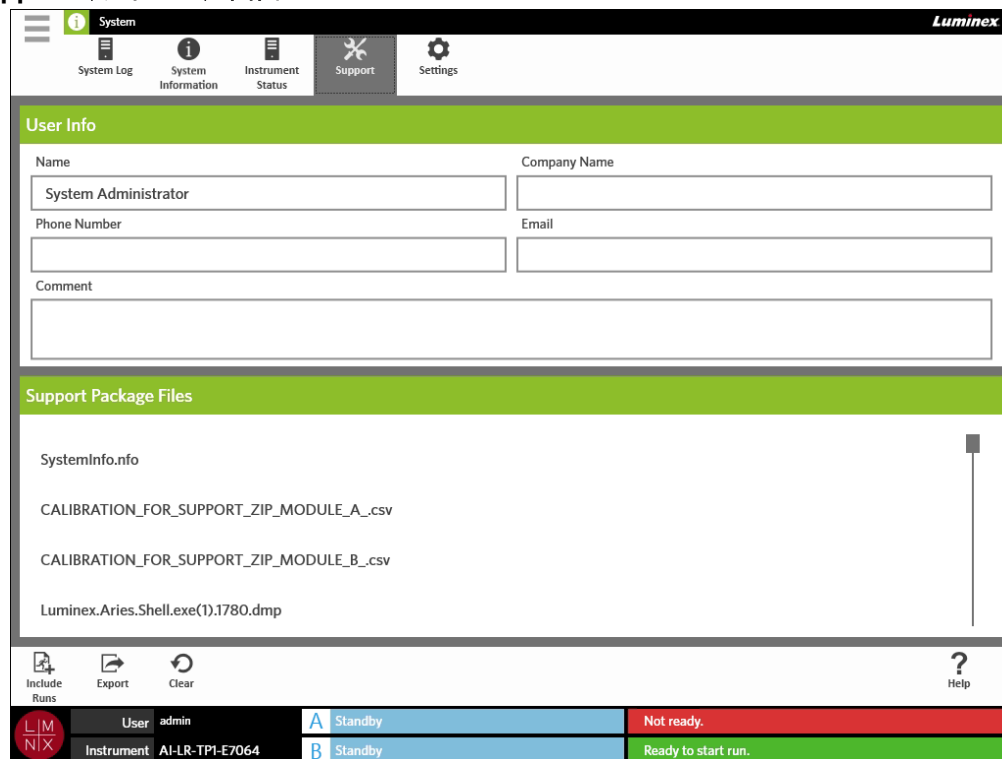 System
Luminex
System Log
System Information
Instrument Status
Support
Settings
User Info
Name
Company Name
System Administrator
Phone Number
Email
Comment
Support Package Files
SystemInfo.nfo
CALIBRATION_FOR_SUPPORT_ZIP_MODULE_A_.csv
CALIBRATION_FOR_SUPPORT_ZIP_MODULE_B_.csv
Luminex.Aries.Shell.exe(1).1780.dmp
Include Runs
Export
Clear
? Help
L M
N X
User admin
A Standby
Not ready.
Instrument AI-LR-TP1-E7064
B Standby
Ready to start run.